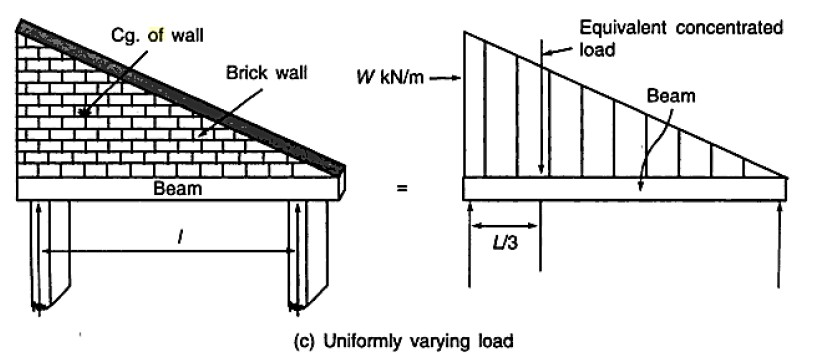 Cg. of wall
Brick wall
Beam
l
=
Equivalent concentrated
load
W kN/m
Beam
L/3
(c) Uniformly varying load